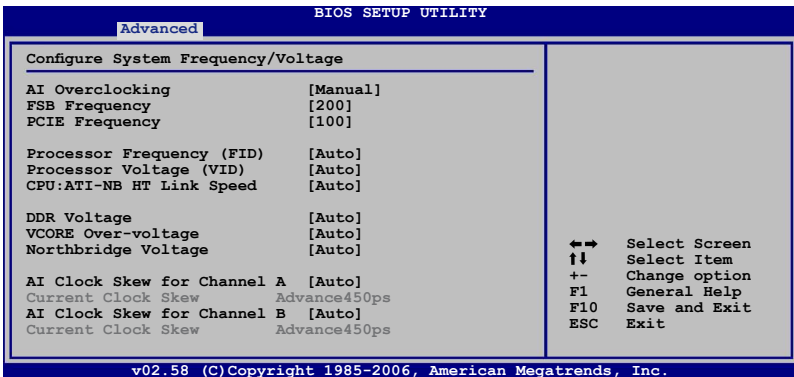 BIOS SETUP UTILITY
Advanced
Configure System Frequency/Voltage
AI Overclocking [Manual]
FSB Frequency [200]
PCIE Frequency [100]
Processor Frequency (FID) [Auto]
Processor Voltage (VID) [Auto]
CPU:ATI-NB HT Link Speed [Auto]
DDR Voltage [Auto]
VCORE Over-voltage [Auto]
Northbridge Voltage [Auto]
AI Clock Skew for Channel A [Auto]
Current Clock Skew Advance450ps
AI Clock Skew for Channel B [Auto]
Current Clock Skew Advance450ps
←→ Select Screen
↑↓ Select Item
+- Change option
F1 General Help
F10 Save and Exit
ESC Exit
v02.58 (C)Copyright 1985-2006, American Megatrends, Inc.